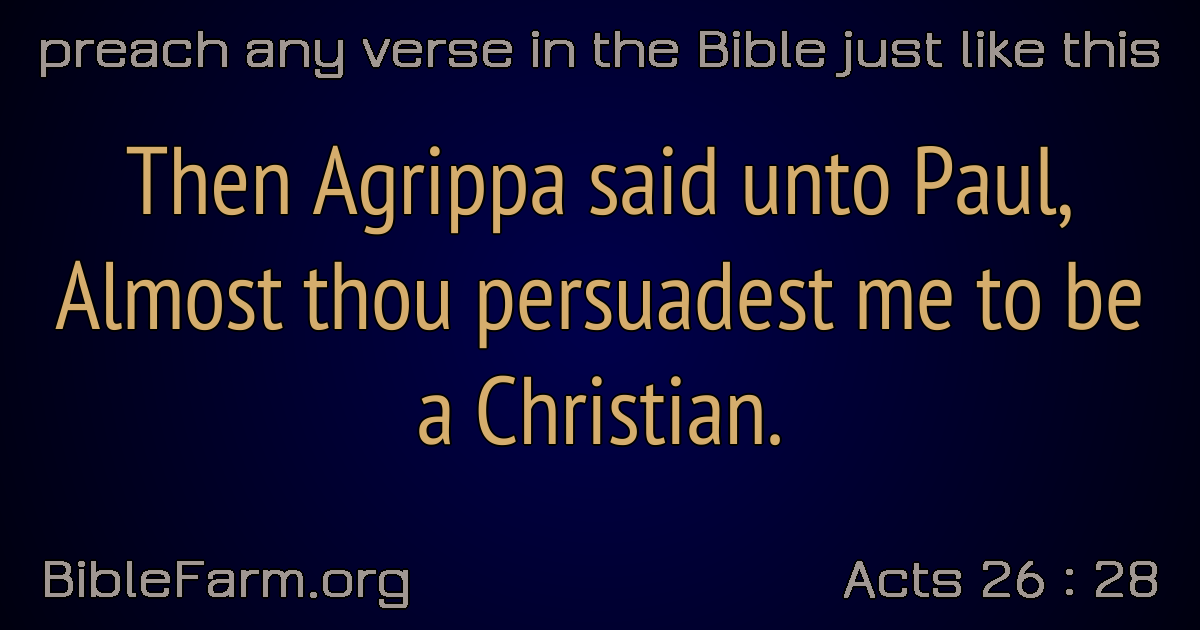 preach any verse in the Bible just like this
Then Agrippa said unto Paul,
Almost thou persuadest me to be
a Christian.
BibleFarm.org
Acts 26 : 28